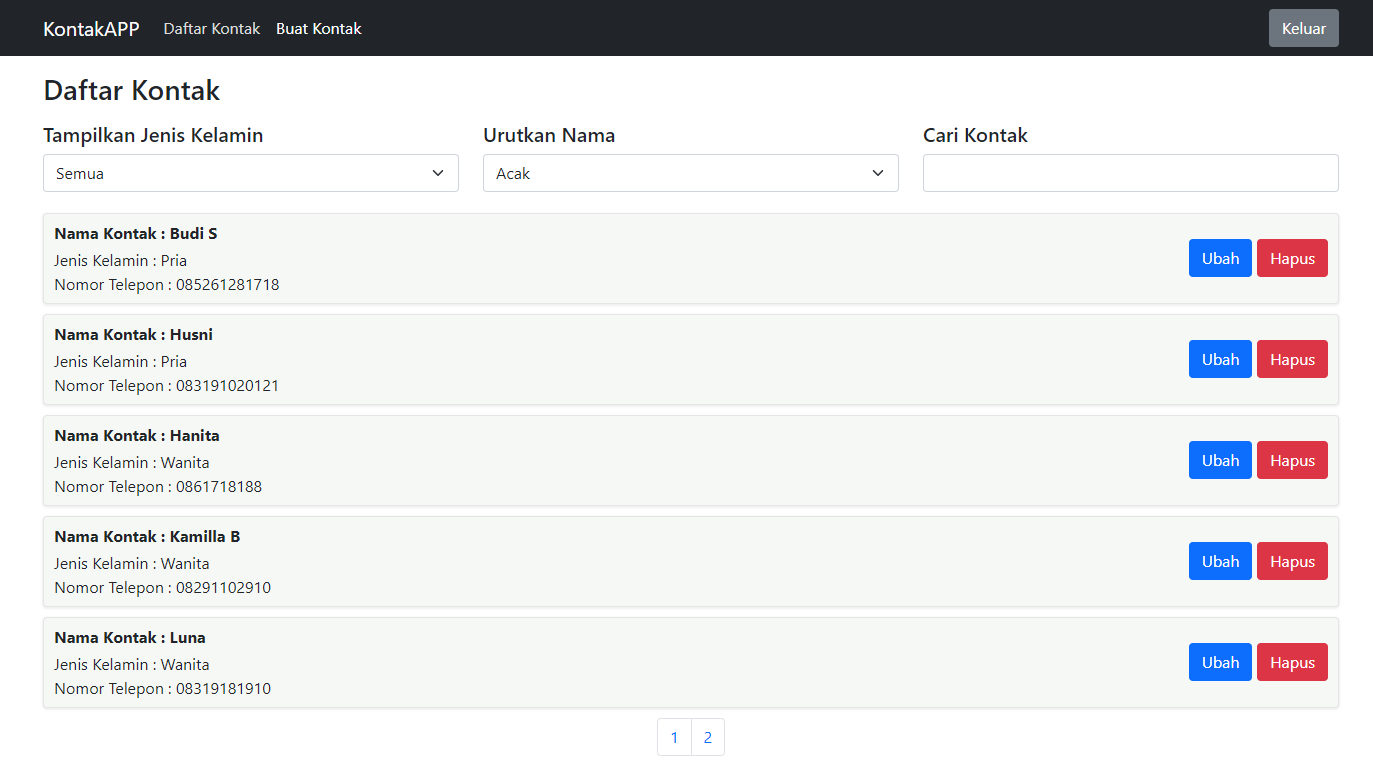 KontakAPP Daftar Kontak Buat Kontak Keluar
Daftar Kontak
Tampilkan Jenis Kelamin Urutkan Nama Cari Kontak
Semua Acak
Nama Kontak : Budi S
Jenis Kelamin : Pria
Nomor Telepon : 085261281718
Ubah Hapus
Nama Kontak : Husni
Jenis Kelamin : Pria
Nomor Telepon : 083191020121
Ubah Hapus
Nama Kontak : Hanita
Jenis Kelamin : Wanita
Nomor Telepon : 0861718188
Ubah Hapus
Nama Kontak : Kamilla B
Jenis Kelamin : Wanita
Nomor Telepon : 08291102910
Ubah Hapus
Nama Kontak : Luna
Jenis Kelamin : Wanita
Nomor Telepon : 08319181910
Ubah Hapus
1 2